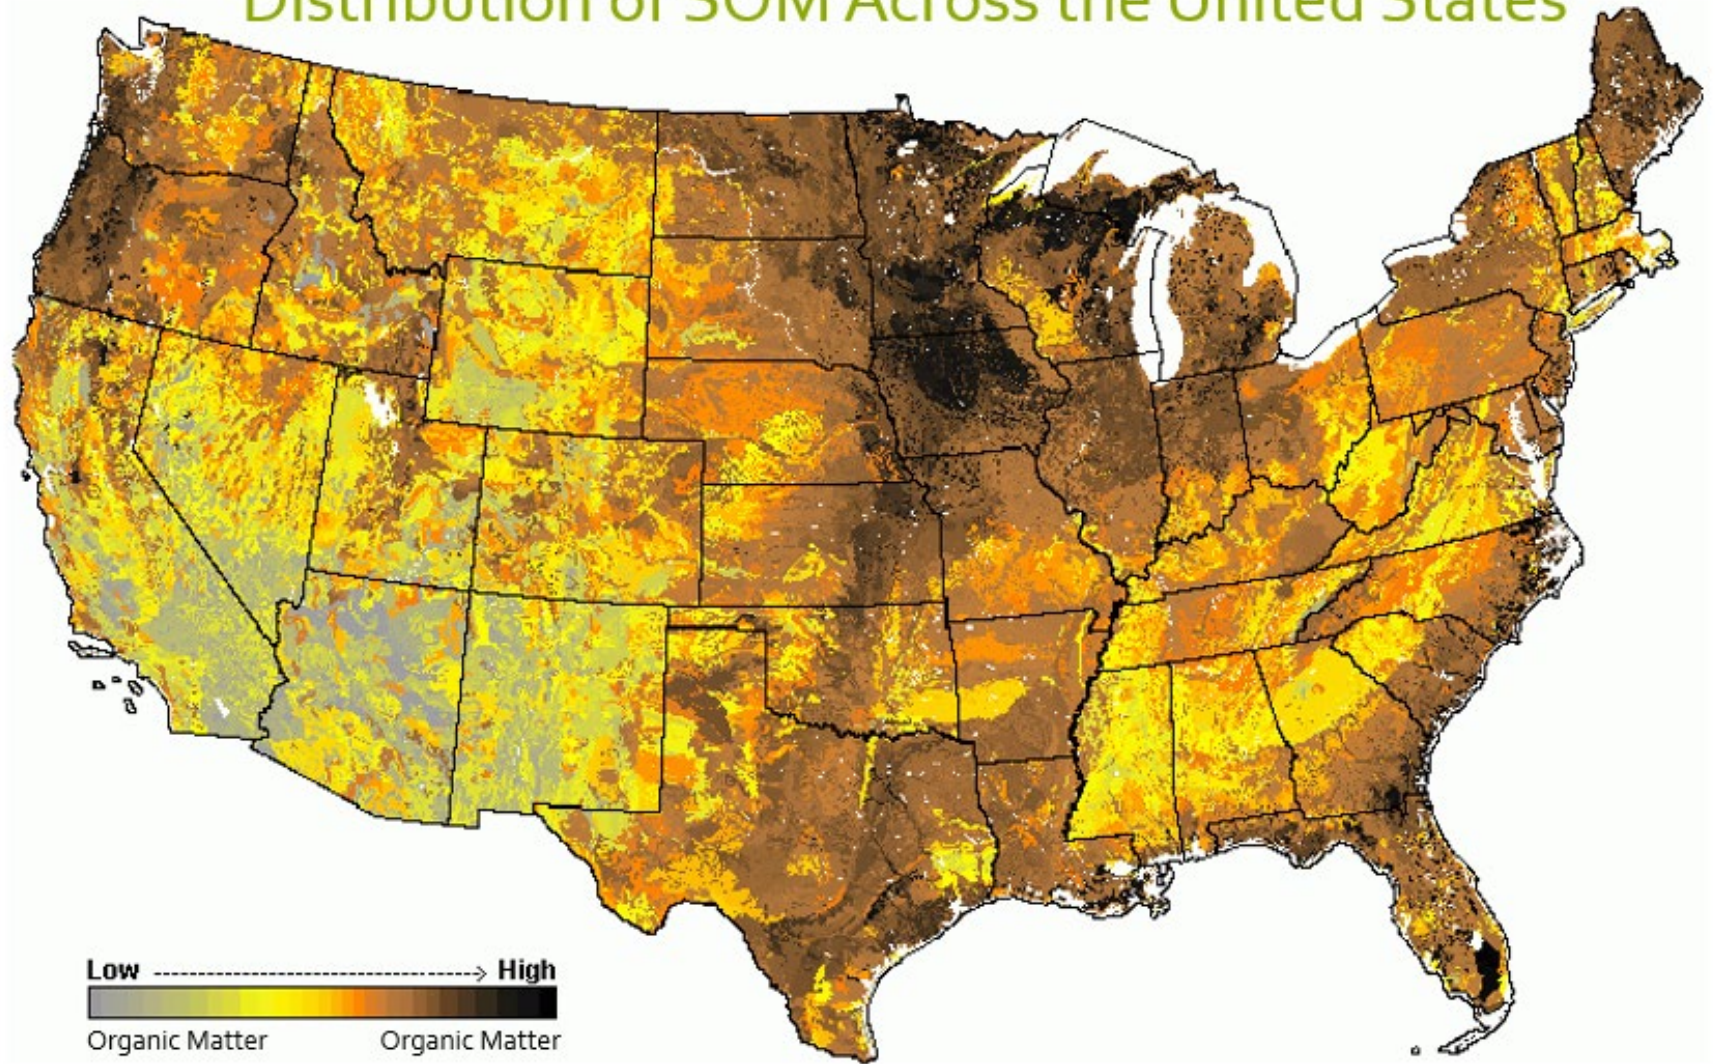 Distribution of SOM Across the United States
Low ---------------------------------> High
Organic Matter Organic Matter